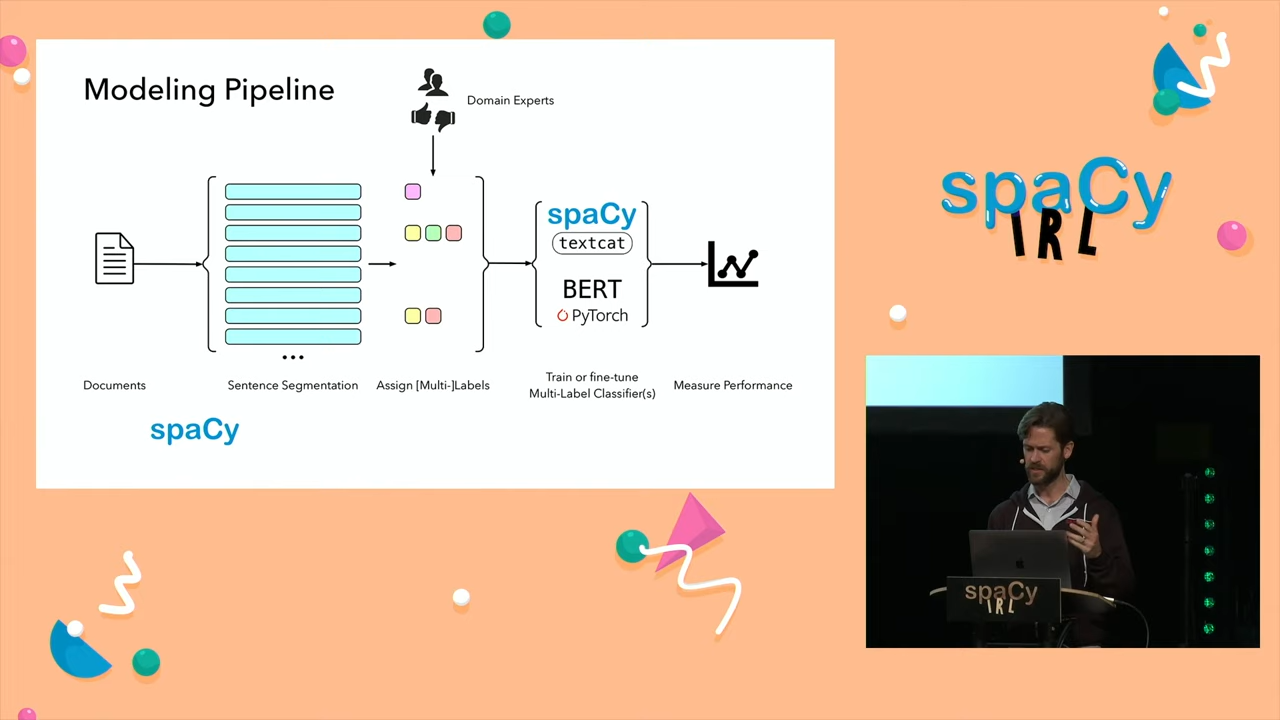 Modeling Pipeline
Domain Experts
spaCy
textcat
BERT
PyTorch
...
Documents
Sentence Segmentation
Assign [Multi-]Labels
Train or fine-tune
Multi-Label Classifier(s)
Measure Performance
spaCy
spaCy
IRL
spaCy
IRL